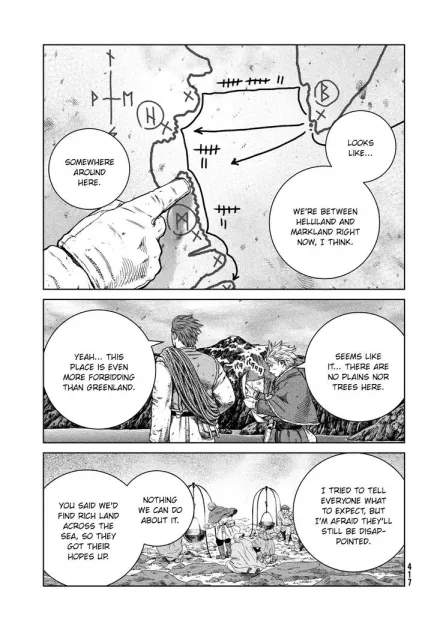 LOOKS
LIKE...
WE'RE BETWEEN
HELULAND AND
MARKLAND RIGHT
NOW, I THINK.
SOMEWHERE
AROUND
HERE.
SEEMS LIKE
IT... THERE ARE
NO PLAINS NOR
TREES HERE.
YEAH... THIS
PLACE IS EVEN
MORE FORBIDDING
THAN GREENLAND.
I TRIED TO TELL
EVERYONE WHAT
TO EXPECT, BUT
I'M AFRAID THEY'LL
STILL BE DISAP-
POINTED.
NOTHING
WE CAN DO
ABOUT IT.
YOU SAID WE'D
FIND RICH LAND
ACROSS THE
SEA, SO THEY
GOT THEIR
HOPES UP.
417